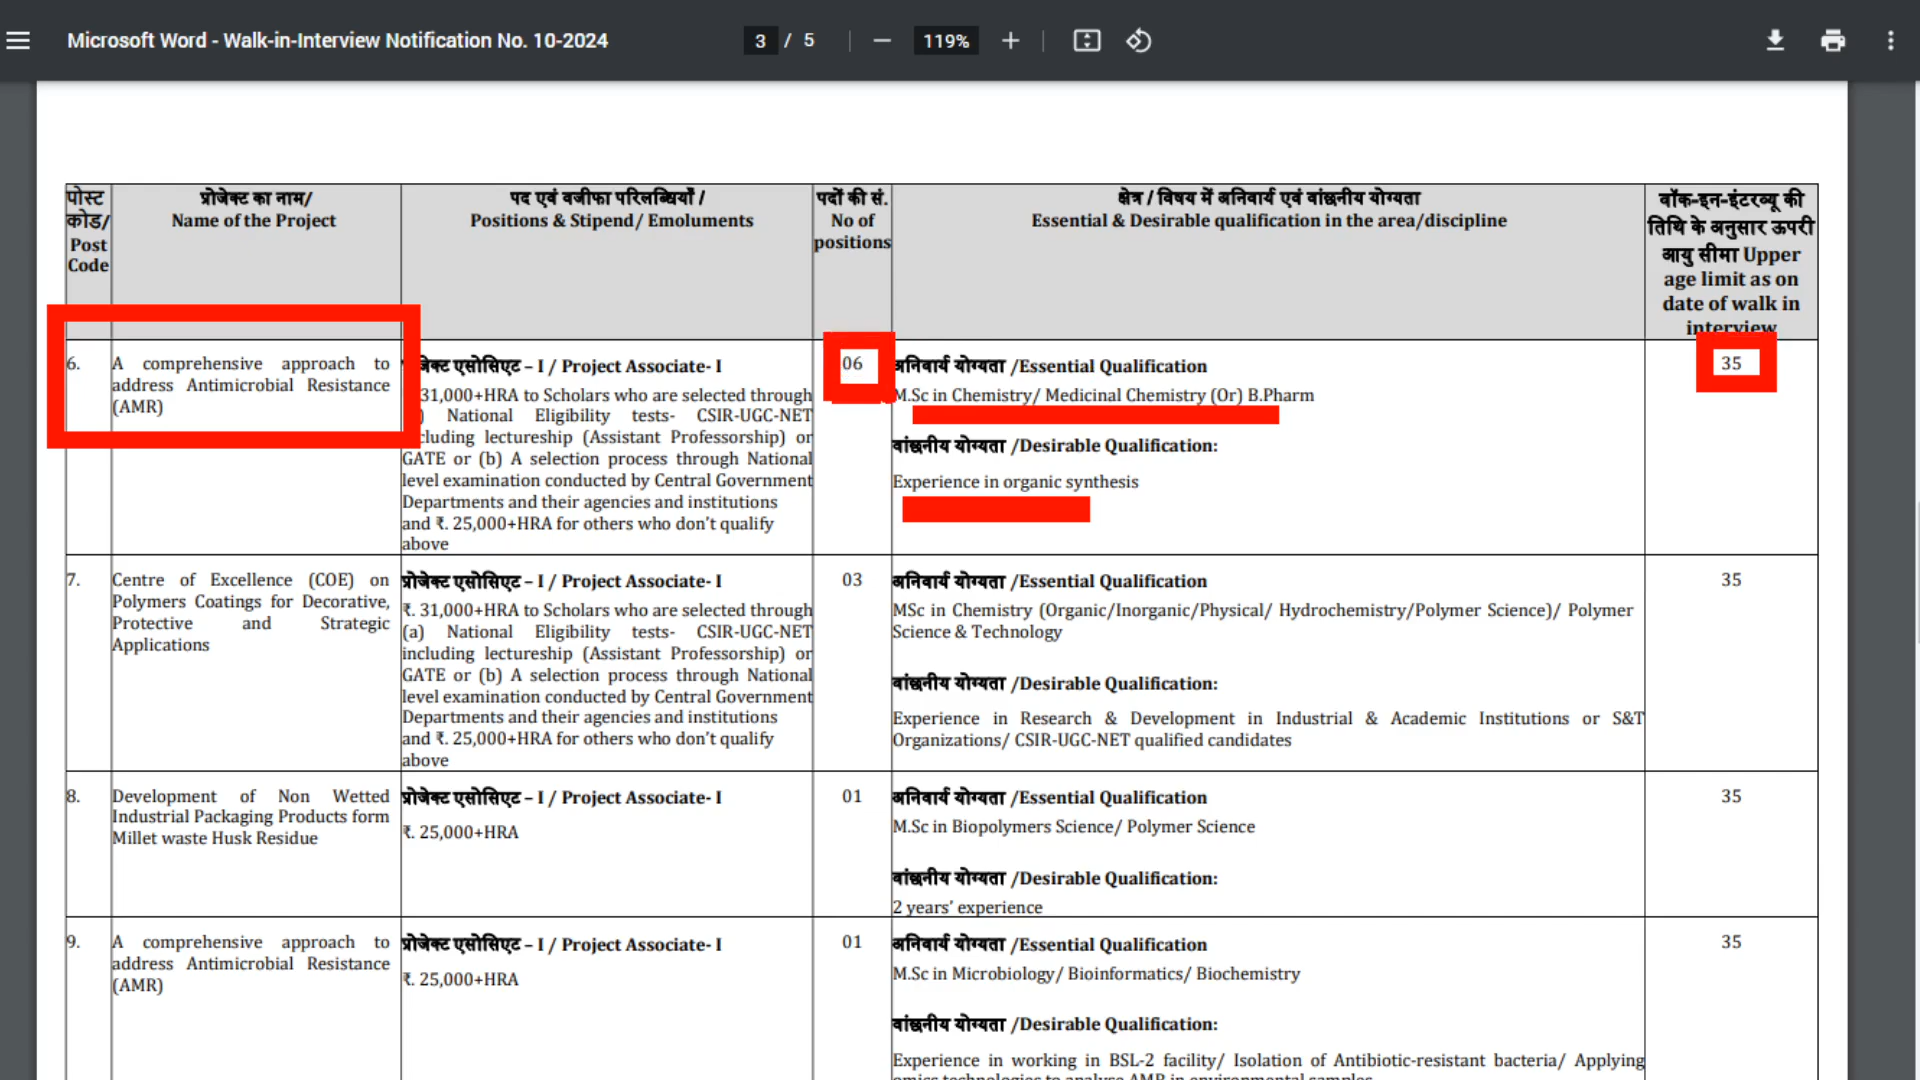 Microsoft Word - Walk-in-Interview Notification No. 10-2024
3 / 5
119%
पोस्ट कोड/ Post Code
प्रोजेक्ट का नाम/
Name of the Project
पद एवं वजीफा परिलब्धियाँ /
Positions & Stipend/ Emoluments
पदों की सं.
No of
positions
क्षेत्र / विषय में अनिवार्य एवं वांछनीय योग्यता
Essential & Desirable qualification in the area/discipline
वॉक-इन-इंटरव्यू की
तिथि के अनुसार ऊपरी
आयु सीमा Upper
age limit as on
date of walk in
interview
6.
A comprehensive approach to
address Antimicrobial Resistance
(AMR)
एसोसिएट – I / Project Associate- I
31,000+HRA to Scholars who are selected through
National Eligibility tests- CSIR-UGC-NET
lectureship (Assistant Professorship) or
GATE or (b) A selection process through National
level examination conducted by Central Government
Departments and their agencies and institutions
and ₹. 25,000+HRA for others who don't qualify
above
06
अनिवार्य योग्यता /Essential Qualification
M.Sc in Chemistry/ Medicinal Chemistry (Or) B.Pharm
वांछनीय योग्यता /Desirable Qualification:
Experience in organic synthesis
35
7.
Centre of Excellence (COE) on
Polymers Coatings for Decorative,
Protective and Strategic
Applications
प्रोजेक्ट एसोसिएट – I / Project Associate- I
₹. 31,000+HRA to Scholars who are selected through
(a) National Eligibility tests- CSIR-UGC-NET
including lectureship (Assistant Professorship) or
GATE or (b) A selection process through National
level examination conducted by Central Government
Departments and their agencies and institutions
and ₹. 25,000+HRA for others who don't qualify
above
03
अनिवार्य योग्यता /Essential Qualification
MSc in Chemistry (Organic/Inorganic/Physical/ Hydrochemistry/Polymer Science)/ Polymer
Science & Technology
वांछनीय योग्यता /Desirable Qualification:
Experience in Research & Development in Industrial & Academic Institutions or S&T
Organizations/ CSIR-UGC-NET qualified candidates
35
8.
Development of Non Wetted
Industrial Packaging Products form
Millet waste Husk Residue
प्रोजेक्ट एसोसिएट – I / Project Associate- I
₹. 25,000+HRA
01
अनिवार्य योग्यता /Essential Qualification
M.Sc in Biopolymers Science/ Polymer Science
वांछनीय योग्यता /Desirable Qualification:
2 years' experience
35
9.
A comprehensive approach to
address Antimicrobial Resistance
(AMR)
प्रोजेक्ट एसोसिएट – I / Project Associate- I
₹. 25,000+HRA
01
अनिवार्य योग्यता /Essential Qualification
M.Sc in Microbiology/ Bioinformatics/ Biochemistry
वांछनीय योग्यता /Desirable Qualification:
Experience in working in BSL-2 facility/ Isolation of Antibiotic-resistant bacteria/ Applying
omics technologies to analyse AMR in environmental samples
35